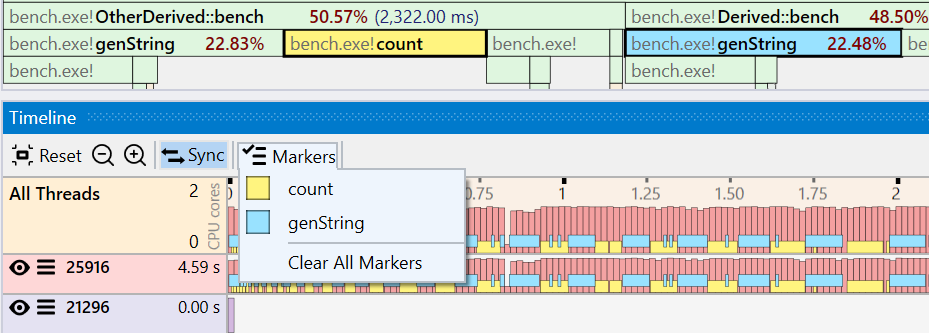 bench.exe! OtherDerived::bench 50.57% (2,322.00 ms) bench.exe! Derived::bench 48.50%
bench.exe! genString 22.83% bench.exe! count bench.exe! bench.exe! genString 22.48% bench
bench.exe! bench.exe!
Timeline
Reset Sync Markers
count
genString
Clear All Markers
All Threads 2 0 CPU cores 0.75 1 1.25 1.50 1.75 2
25916 4.59 s
21296 0.00 s